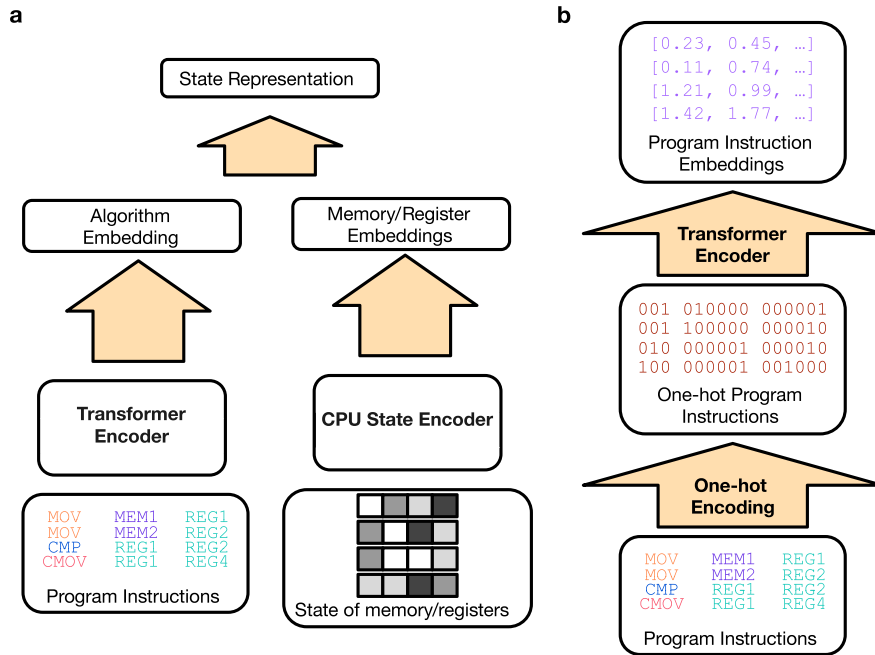 a
State Representation
Algorithm
Embedding
Memory/Register
Embeddings
Transformer
Encoder
CPU State Encoder
MOV MEM1 REG1
MOV MEM2 REG2
CMP REG1 REG2
CMOV REG1 REG4
Program Instructions
State of memory/registers
b
[0.23, 0.45, …]
[0.11, 0.74, …]
[1.21, 0.99, …]
[1.42, 1.77, …]
Program Instruction
Embeddings
Transformer
Encoder
001 010000 000001
001 100000 000010
010 000001 000010
100 000001 001000
One-hot Program
Instructions
One-hot
Encoding
MOV MEM1 REG1
MOV MEM2 REG2
CMP REG1 REG2
CMOV REG1 REG4
Program Instructions